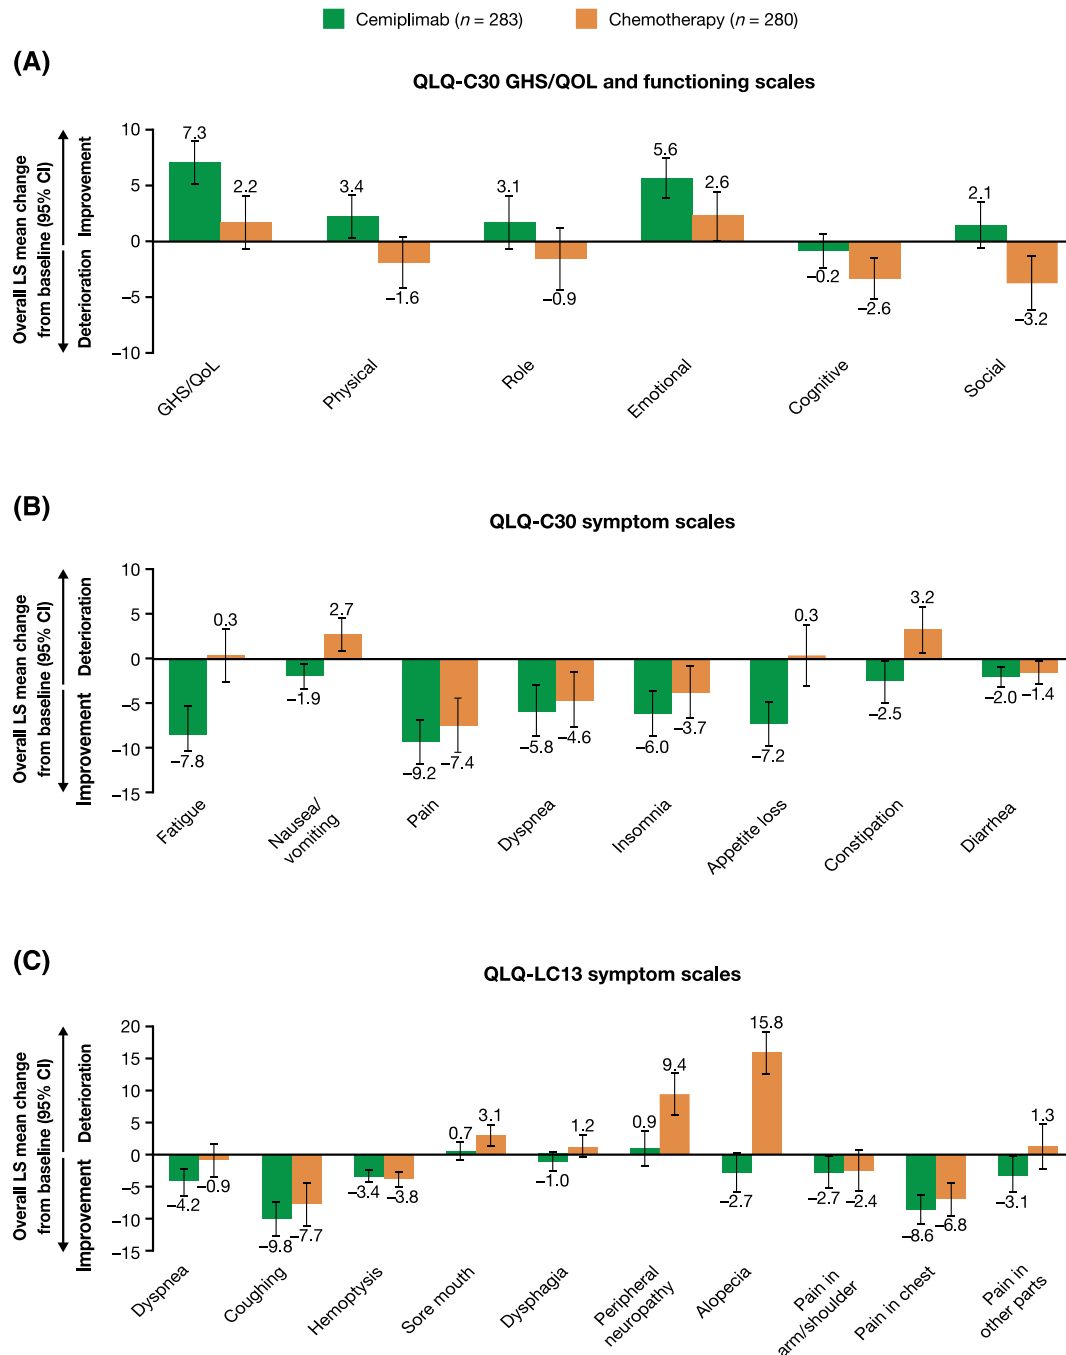 Cemiplimab (n = 283) Chemotherapy (n = 280)
(A)
QLQ-C30 GHS/QOL and functioning scales
Overall LS mean change
from baseline (95% CI)
Improvement
Deterioration
10
5
0
−5
−10
7.3
2.2
3.4
−1.6
3.1
−0.9
5.6
2.6
−0.2
−2.6
2.1
−3.2
GHS/QoL
Physical
Role
Emotional
Cognitive
Social
(B)
QLQ-C30 symptom scales
Overall LS mean change
from baseline (95% CI)
Deterioration
Improvement
10
5
0
−5
−10
−15
−7.8
0.3
−1.9
2.7
−9.2
−7.4
−5.8
−4.6
−6.0
−3.7
−7.2
0.3
−2.5
3.2
−2.0
−1.4
Fatigue
Nausea/
vomiting
Pain
Dyspnea
Insomnia
Appetite loss
Constipation
Diarrhea
(C)
QLQ-LC13 symptom scales
Overall LS mean change
from baseline (95% CI)
Deterioration
Improvement
20
15
10
5
0
−5
−10
−15
−4.2
−0.9
−9.8
−7.7
−3.4
−3.8
0.7
3.1
−1.0
1.2
0.9
9.4
−2.7
15.8
−2.7
−2.4
−8.6
−6.8
−3.1
1.3
Dyspnea
Coughing
Hemoptysis
Sore mouth
Dysphagia
Peripheral
neuropathy
Alopecia
Pain in
arm/shoulder
Pain in chest
Pain in
other parts